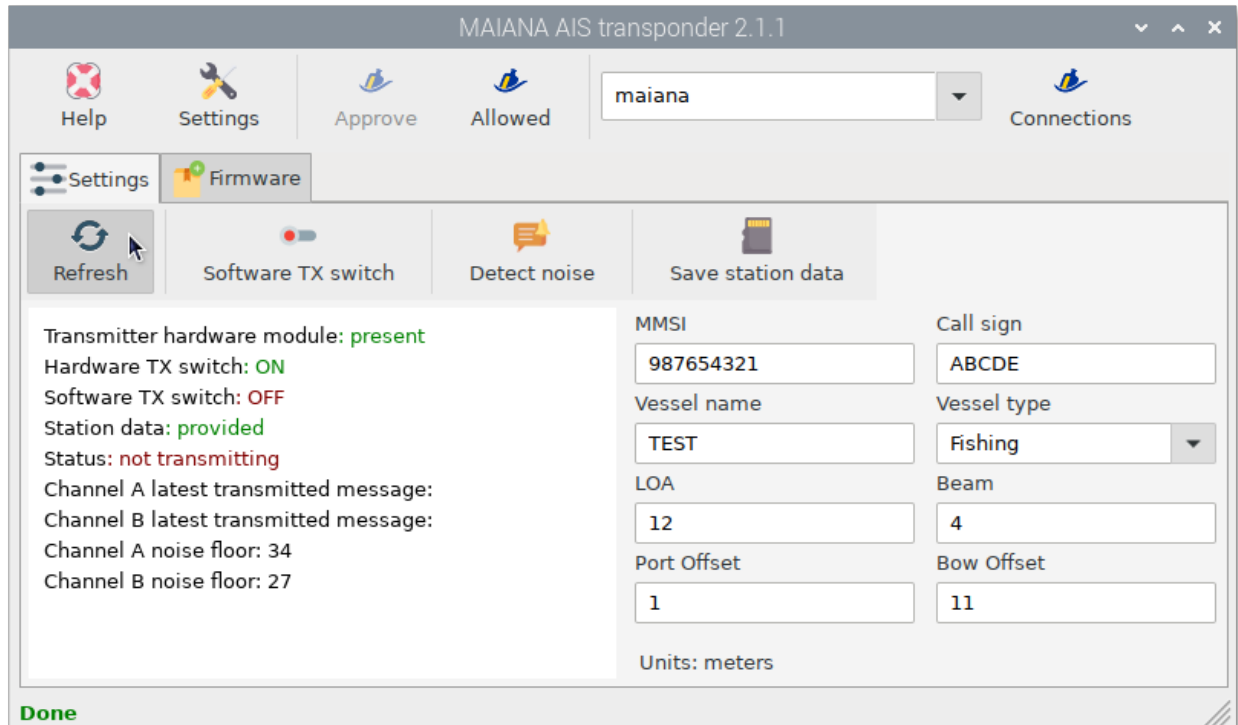 MAIANA AIS transponder 2.1.1
Help
Settings
Approve
Allowed
maiana
Connections
Settings
Firmware
Refresh
Software TX switch
Detect noise
Save station data
Transmitter hardware module: present
Hardware TX switch: ON
Software TX switch: OFF
Station data: provided
Status: not transmitting
Channel A latest transmitted message:
Channel B latest transmitted message:
Channel A noise floor: 34
Channel B noise floor: 27
MMSI
987654321
Call sign
ABCDE
Vessel name
TEST
Vessel type
Fishing
LOA
12
Beam
4
Port Offset
1
Bow Offset
11
Units: meters
Done